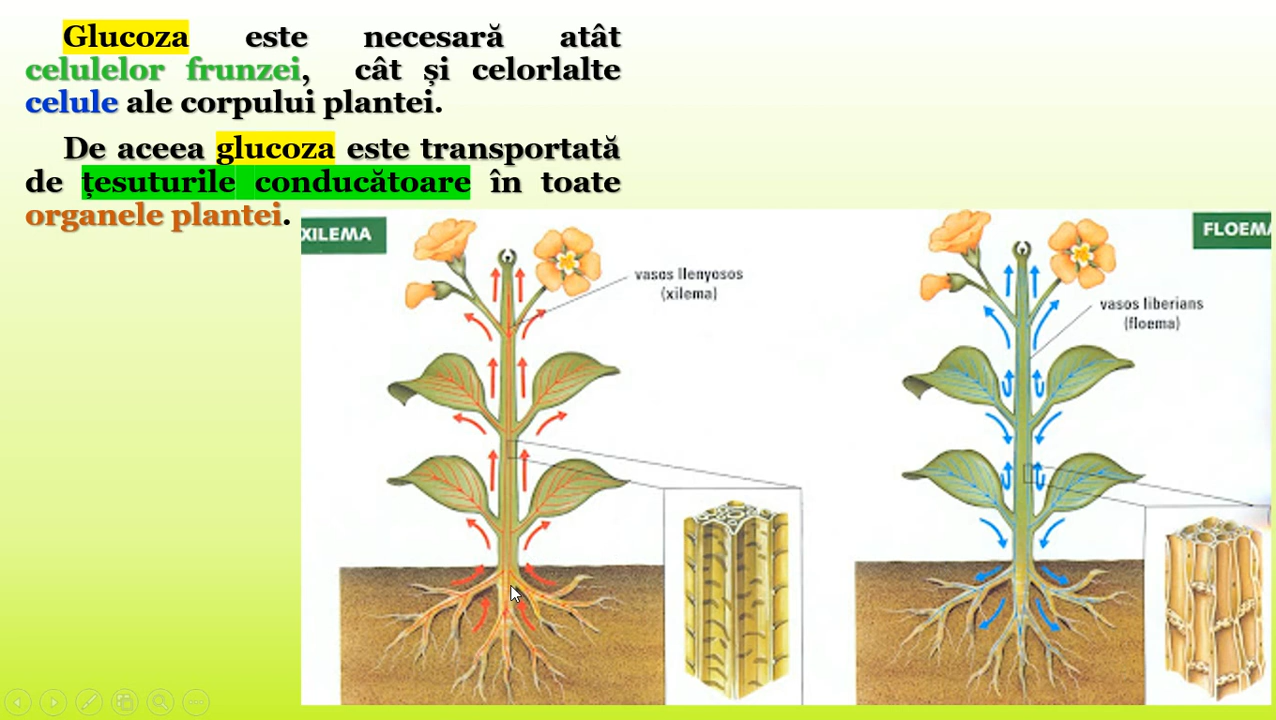 Glucoza este necesară atât
celulelor frunzei, cât și celorlalte
celule ale corpului plantei.
De aceea glucoza este transportată
de țesuturile conducătoare în toate
organele plantei.
XILEMA
vasos llenyosos
(xilema)
FLOEMA
vasos liberians
(floema)